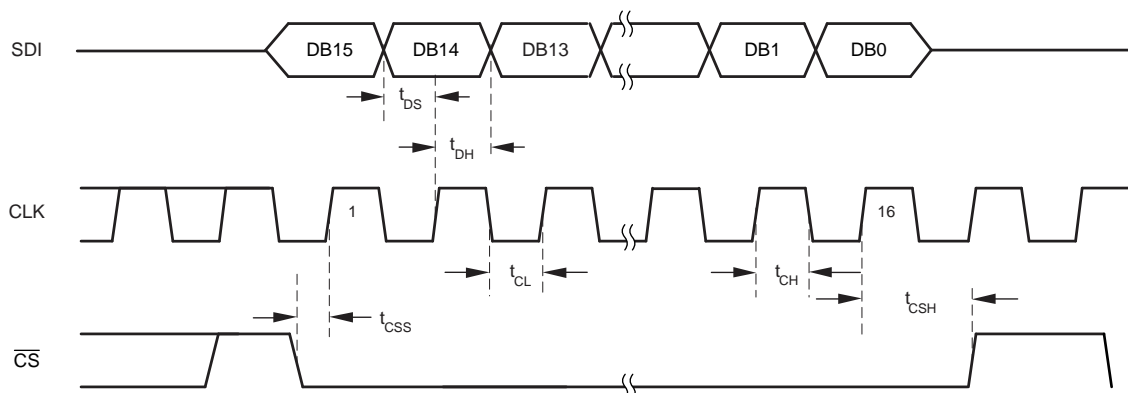 SDI DB15 DB14 DB13 DB1 DB0
tDS
tDH
CLK 1 16
tCL tCH tCSH
tCSS
CS